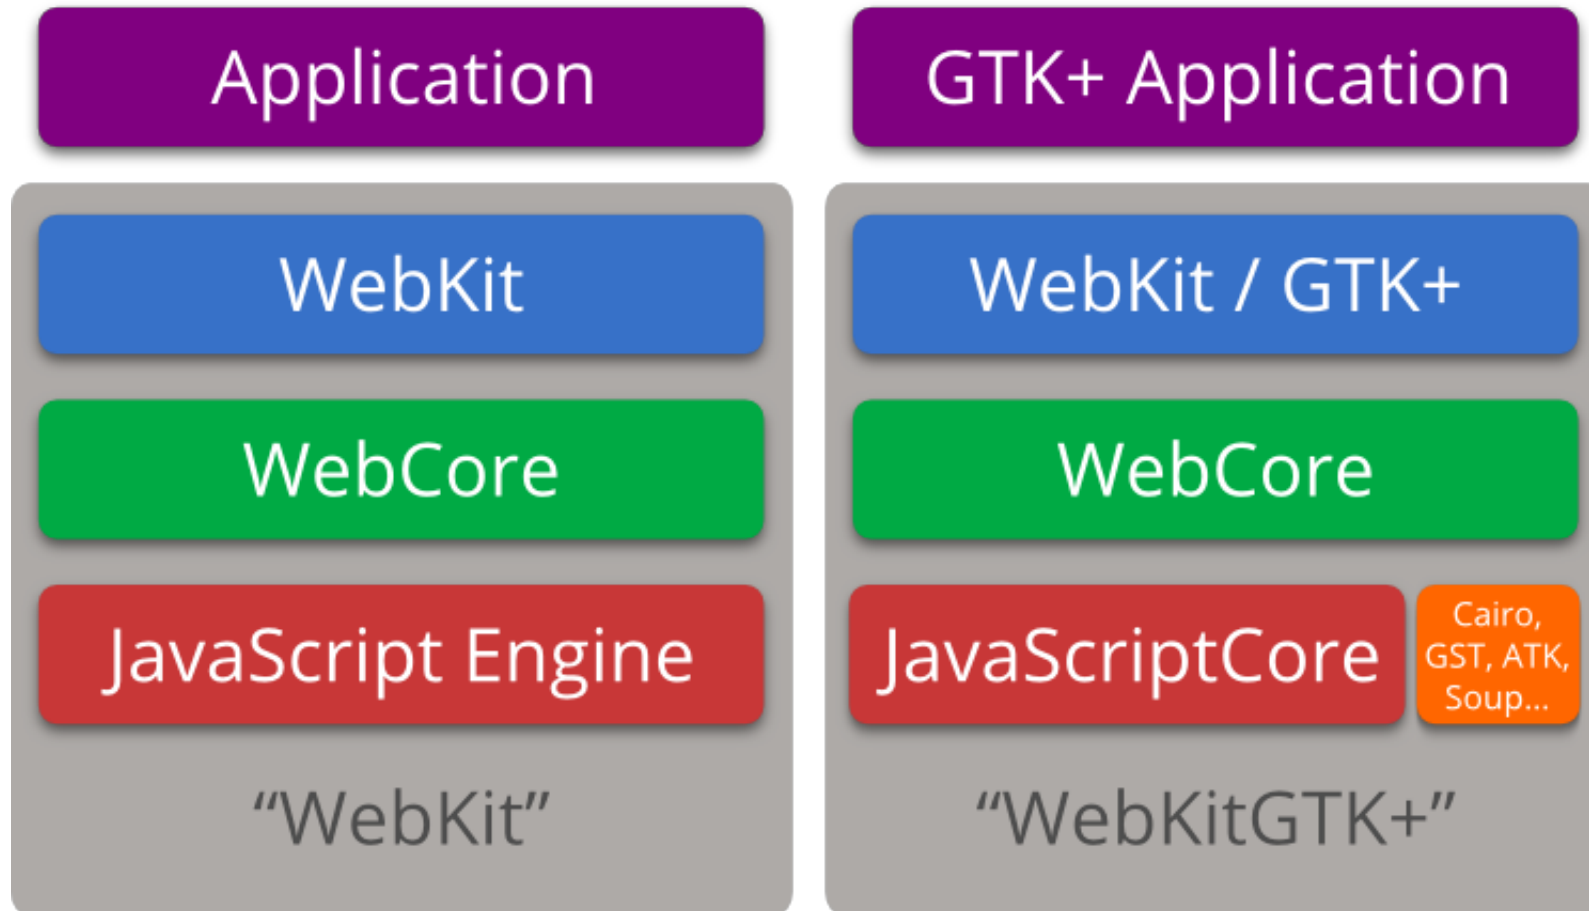 Application
WebKit
WebCore
JavaScript Engine
“WebKit”
GTK+ Application
WebKit / GTK+
WebCore
JavaScriptCore
Cairo,
GST, ATK,
Soup...
“WebKitGTK+”